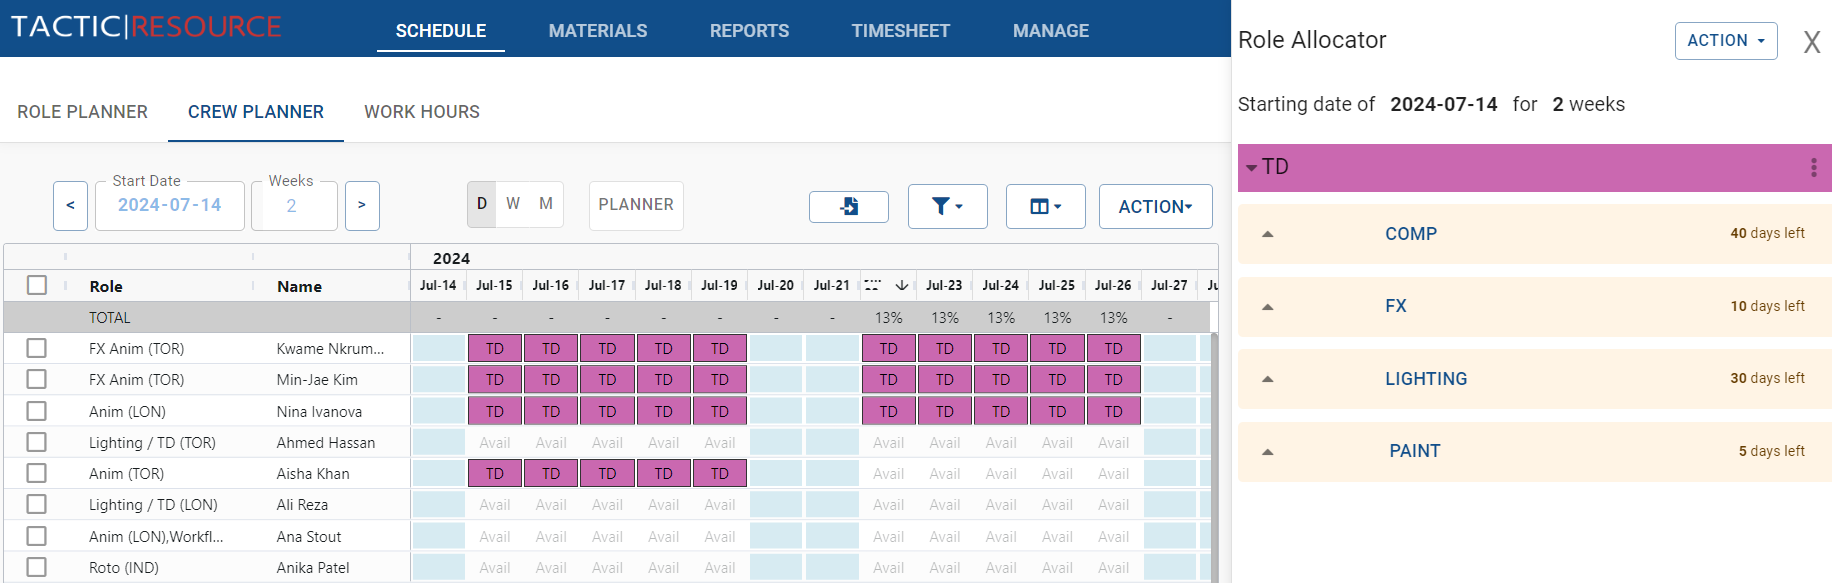 TACTIC|RESOURCE
SCHEDULE MATERIALS REPORTS TIMESHEET MANAGE
ROLE PLANNER CREW PLANNER WORK HOURS
Start Date
2024-07-14
Weeks
2
< >
D W M
PLANNER
ACTION
2024
Role Name Jul-14 Jul-15 Jul-16 Jul-17 Jul-18 Jul-19 Jul-20 Jul-21 Jul-23 Jul-24 Jul-25 Jul-26 Jul-27
TOTAL - - - - - - - - 13% 13% 13% 13% 13% -
FX Anim (TOR) Kwame Nkrum... TD TD TD TD TD TD TD TD TD TD
FX Anim (TOR) Min-Jae Kim TD TD TD TD TD TD TD TD TD TD
Anim (LON) Nina Ivanova TD TD TD TD TD TD TD TD TD TD
Lighting / TD (TOR) Ahmed Hassan Avail Avail Avail Avail Avail Avail Avail Avail Avail Avail
Anim (TOR) Aisha Khan TD TD TD TD TD Avail Avail Avail Avail Avail
Lighting / TD (LON) Ali Reza Avail Avail Avail Avail Avail Avail Avail Avail Avail Avail
Anim (LON),Workfl... Ana Stout Avail Avail Avail Avail Avail Avail Avail Avail Avail Avail
Roto (IND) Anika Patel Avail Avail Avail Avail Avail Avail Avail Avail Avail Avail
Role Allocator
ACTION
X
Starting date of 2024-07-14 for 2 weeks
TD
COMP 40 days left
FX 10 days left
LIGHTING 30 days left
PAINT 5 days left